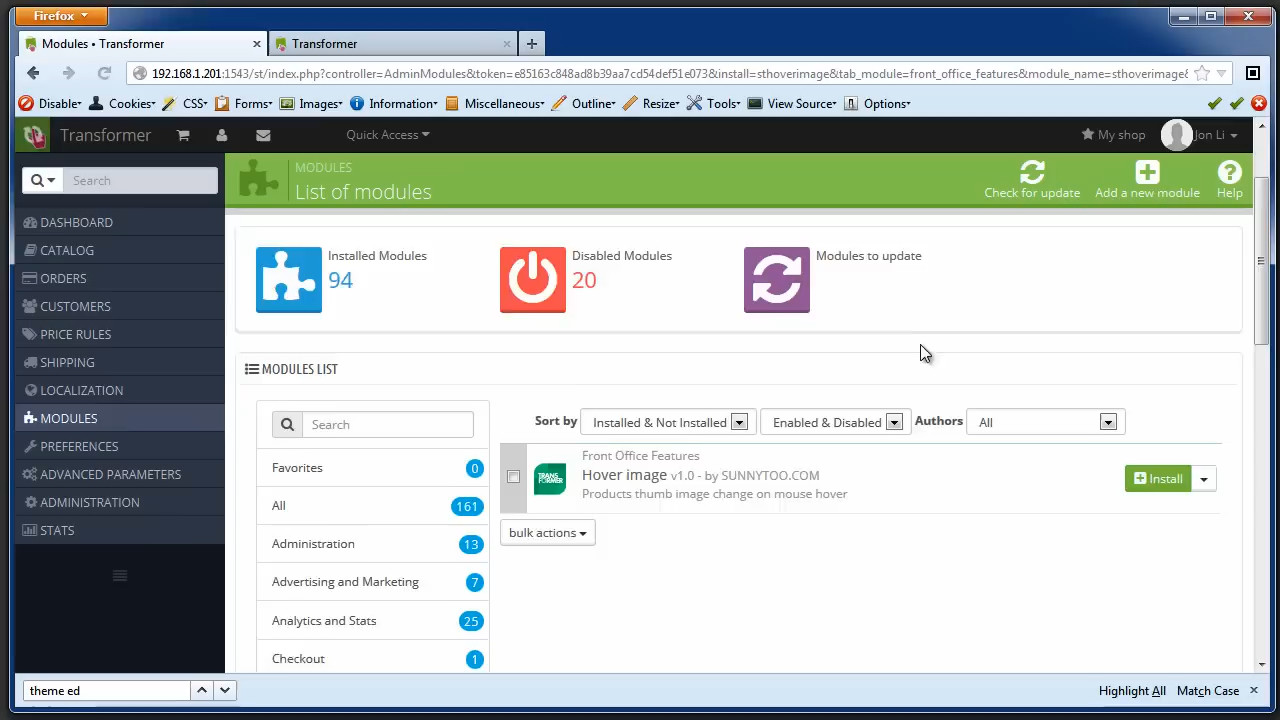 Firefox
Modules • Transformer
Transformer
192.168.1.201:1543/st/index.php?controller=AdminModules&token=e85163c848ad8b39aa7cd54def51e073&install=sthoverimage&tab_module=front_office_features&module_name=sthoverimage&
Disable Cookies CSS Forms Images Information Miscellaneous Outline Resize Tools View Source Options
Transformer Quick Access My shop Jon Li
Search
MODULES
List of modules
Check for update Add a new module Help
DASHBOARD
CATALOG
ORDERS
CUSTOMERS
PRICE RULES
SHIPPING
LOCALIZATION
MODULES
PREFERENCES
ADVANCED PARAMETERS
ADMINISTRATION
STATS
Installed Modules
94
Disabled Modules
20
Modules to update
MODULES LIST
Search
Favorites 0
All 161
Administration 13
Advertising and Marketing 7
Analytics and Stats 25
Checkout 1
Sort by Installed & Not Installed Enabled & Disabled Authors All
TRANS
FORMER
Front Office Features
Hover image v1.0 - by SUNNYTOO.COM
Products thumb image change on mouse hover
Install
bulk actions
theme ed
Highlight All Match Case